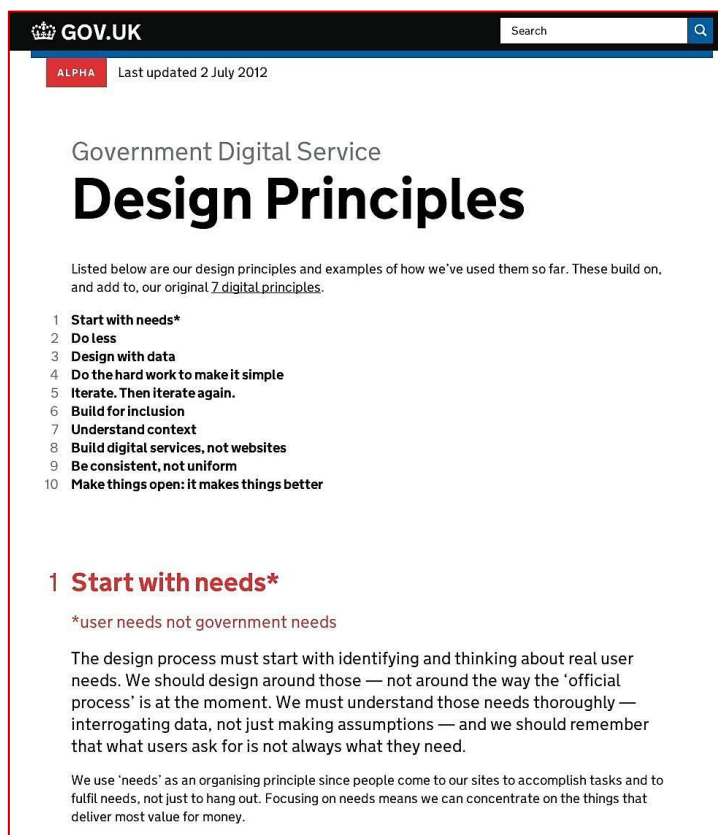 GOV.UK
Search
ALPHA Last updated 2 July 2012
Government Digital Service
Design Principles
Listed below are our design principles and examples of how we’ve used them so far. These build on,
and add to, our original 7 digital principles.
1 Start with needs*
2 Do less
3 Design with data
4 Do the hard work to make it simple
5 Iterate. Then iterate again.
6 Build for inclusion
7 Understand context
8 Build digital services, not websites
9 Be consistent, not uniform
10 Make things open: it makes things better
1 Start with needs*
*user needs not government needs
The design process must start with identifying and thinking about real user
needs. We should design around those — not around the way the ‘official
process’ is at the moment. We must understand those needs thoroughly —
interrogating data, not just making assumptions — and we should remember
that what users ask for is not always what they need.
We use ‘needs’ as an organising principle since people come to our sites to accomplish tasks and to
fulfil needs, not just to hang out. Focusing on needs means we can concentrate on the things that
deliver most value for money.